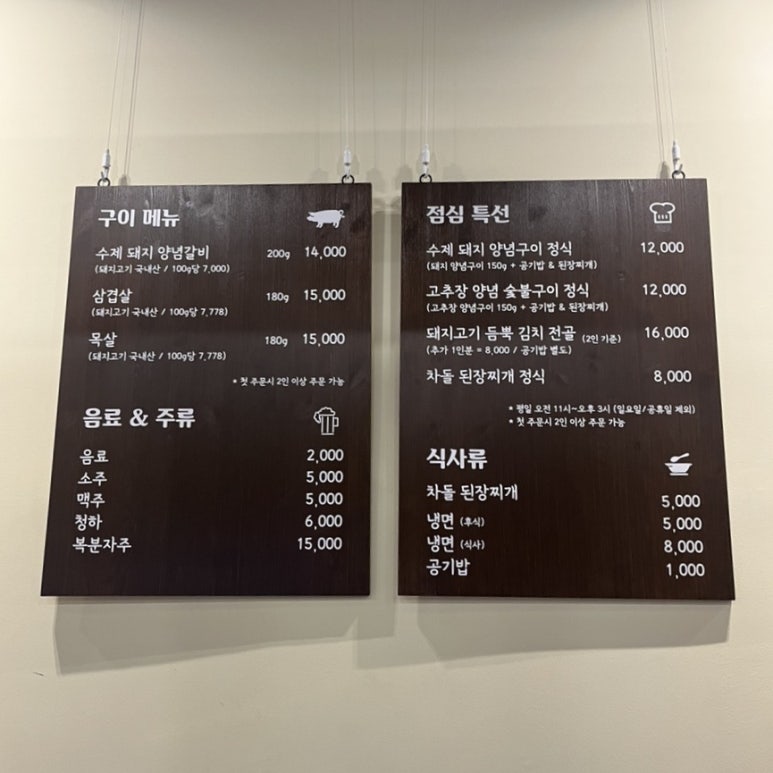 구이 메뉴
수제 돼지 양념갈비 200g 14,000
(돼지고기 국내산 / 100g당 7,000)
삼겹살 180g 15,000
(돼지고기 국내산 / 100g당 7,778)
목살 180g 15,000
(돼지고기 국내산 / 100g당 7,778)
* 첫 주문시 2인 이상 주문 가능
음료 & 주류
음료 2,000
소주 5,000
맥주 5,000
청하 6,000
복분자주 15,000
점심 특선
수제 돼지 양념구이 정식 12,000
(돼지 양념구이 150g + 공기밥 & 된장찌개)
고추장 양념 숯불구이 정식 12,000
(고추장 양념구이 150g + 공기밥 & 된장찌개)
돼지고기 듬뿍 김치 전골 (2인 기준) 16,000
(추가 1인분 = 8,000 / 공기밥 별도)
차돌 된장찌개 정식 8,000
* 평일 오전 11시~오후 3시 (일요일/공휴일 제외)
* 첫 주문시 2인 이상 주문 가능
식사류
차돌 된장찌개 5,000
냉면 (후식) 5,000
냉면 (식사) 8,000
공기밥 1,000